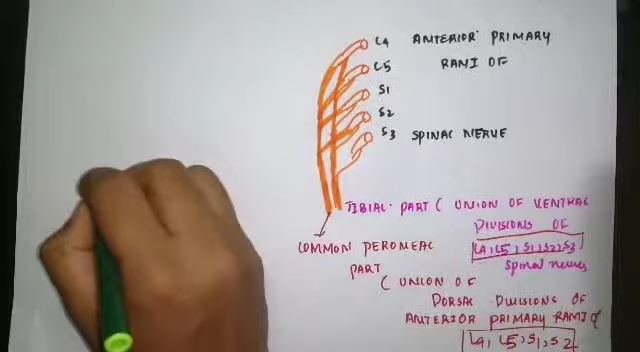 L4 ANTERIOR PRIMARY
L5 RAMI OF
S1
S2
S3 SPINAL NERVE
TIBIAL PART ( UNION OF VENTRAL
DIVISIONS OF
L4, L5, S1, S2, S3
Spinal nerves
COMMON PERONEAL
PART
( UNION OF
DORSAL DIVISIONS OF
ANTERIOR PRIMARY RAMI of
L4, L5, S1, S2